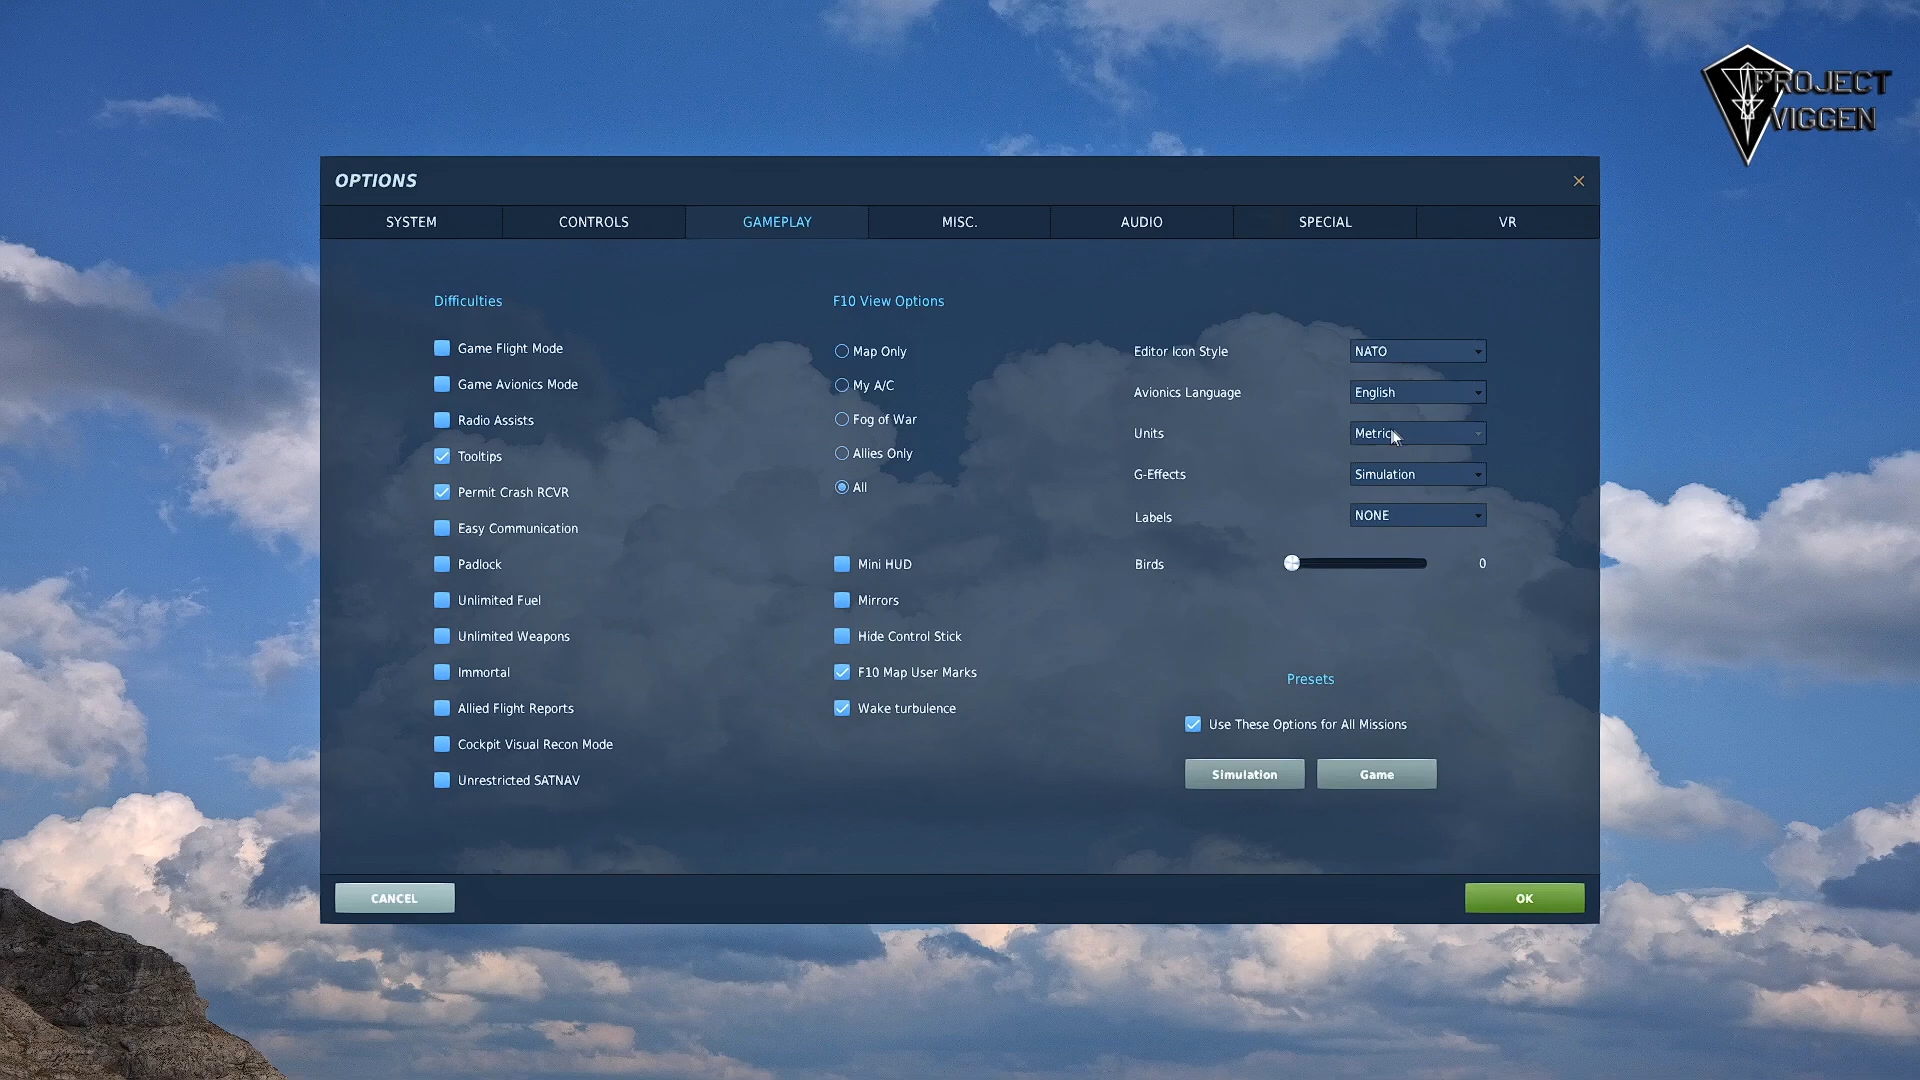 PROJECT
VIGGEN
OPTIONS
SYSTEM
CONTROLS
GAMEPLAY
MISC.
AUDIO
SPECIAL
VR
Difficulties
Game Flight Mode
Game Avionics Mode
Radio Assists
Tooltips
Permit Crash RCVR
Easy Communication
Padlock
Unlimited Fuel
Unlimited Weapons
Immortal
Allied Flight Reports
Cockpit Visual Recon Mode
Unrestricted SATNAV
F10 View Options
Map Only
My A/C
Fog of War
Allies Only
All
Mini HUD
Mirrors
Hide Control Stick
F10 Map User Marks
Wake turbulence
Editor Icon Style NATO
Avionics Language English
Units Metric
G-Effects Simulation
Labels NONE
Birds 0
Presets
Use These Options for All Missions
Simulation
Game
CANCEL
OK